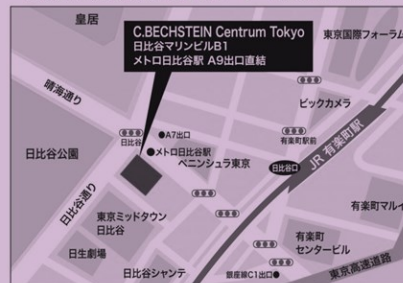 皇居
C.BECHSTEIN Centrum Tokyo
日比谷マリンビルB1
メトロ日比谷駅 A9出口直結
東京国際フォーラム
晴海通り
ビックカメラ
日比谷
●A7出口
有楽町駅前
JR 有楽町駅
日比谷公園
●メトロ日比谷駅
ペニンシュラ東京
日比谷口
日比谷通り
有楽町マルイ
東京ミッドタウン
日比谷
有楽町
センタービル
日生劇場
日比谷シャンテ
銀座線C1出口●
東京高速道路